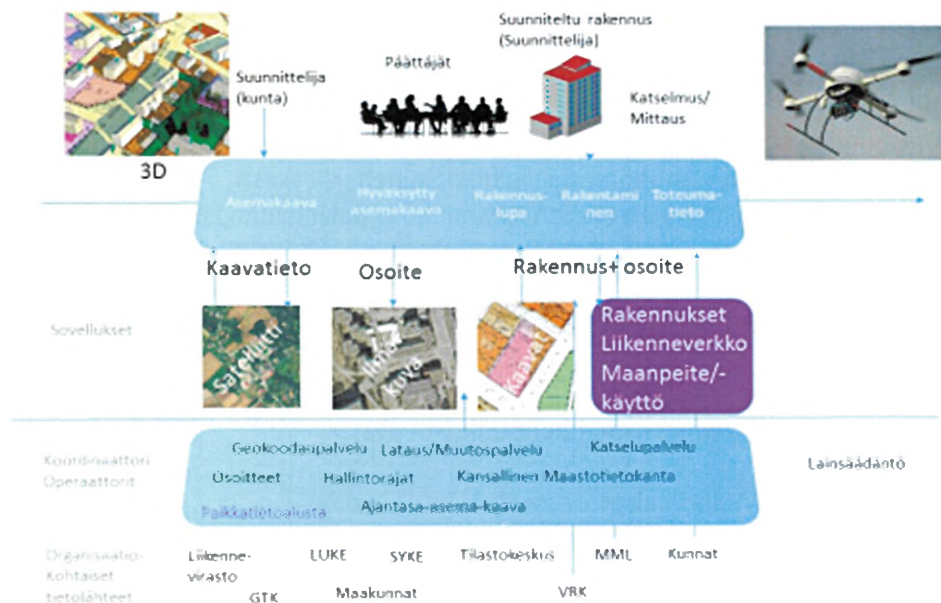 Suunniteltu rakennus
(Suunnittelija)
Suunnittelija
(kunta)
Päättäjät
Katselmus/
Mittaus
3D
Asemakaava
Hyväksytty
asemakaava
Rakennus-
lupa
Rakentami
nen
Toteuma-
tieto
Kaavatieto
Osoite
Rakennus+ osoite
Sovellukset
Satelliitti
Ilma
kuva
Kaavat
Rakennukset
Liikenneverkko
Maanpeite/-
käyttö
Koordinaattori
Operaattorit
Geokoodauspalvelu
Lataus/Muutospalvelu
Katselupalvelu
Osoitteet
Hallintorajat
Kansallinen Maastotietokanta
Paikkatietoalusta
Ajantasa-asema-kaava
Lainsäädäntö
Organisaatio-
Kohtaiset
tietolähteet
Liikenne-
virasto
LUKE
SYKE
Tilastokeskus
MML
Kunnat
GTK
Maakunnat
VRK